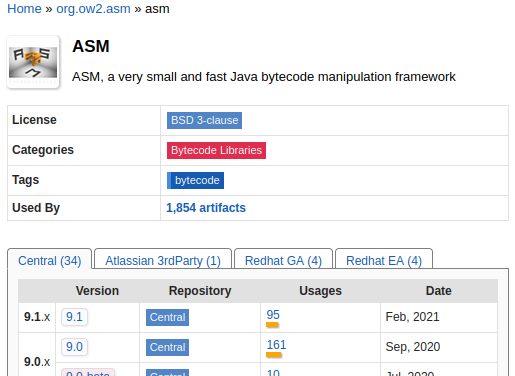 Home » org.ow2.asm » asm
ASM
ASM, a very small and fast Java bytecode manipulation framework
License BSD 3-clause
Categories Bytecode Libraries
Tags bytecode
Used By 1,854 artifacts
Central (34) Atlassian 3rdParty (1) Redhat GA (4) Redhat EA (4)
Version Repository Usages Date
9.1.x 9.1 Central 95 Feb, 2021
9.0 Central 161 Sep, 2020
9.0.x
9.0-beta Central 10 Jul, 2020